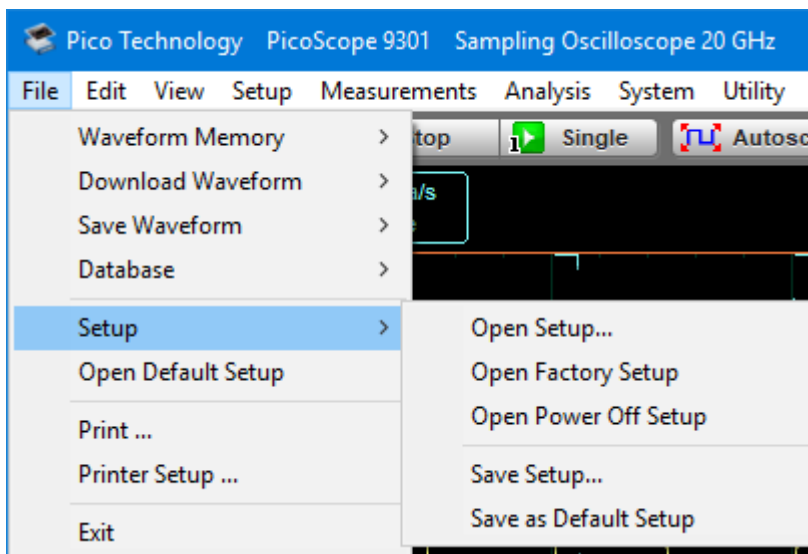 Pico Technology PicoScope 9301 Sampling Oscilloscope 20 GHz
File Edit View Setup Measurements Analysis System Utility
Waveform Memory
Single
Download Waveform
Save Waveform
Database
Setup
Open Default Setup
Print ...
Printer Setup ...
Exit
Open Setup...
Open Factory Setup
Open Power Off Setup
Save Setup...
Save as Default Setup